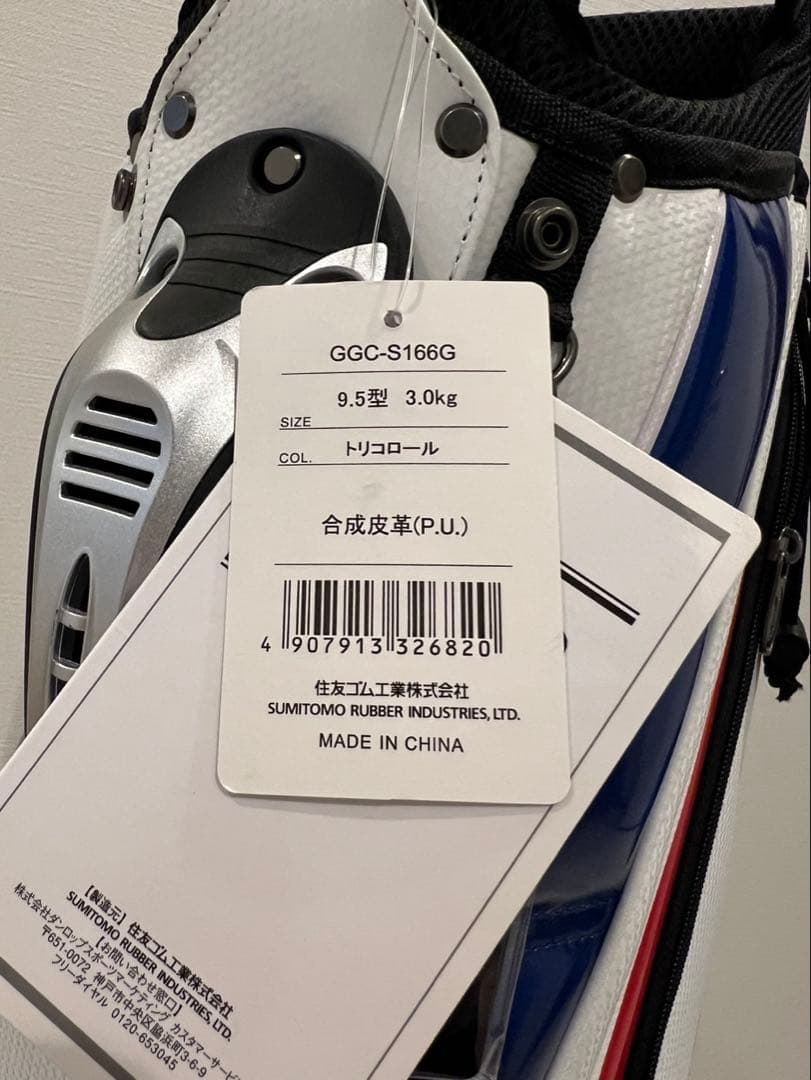 GGC-S166G
SIZE 9.5型 3.0kg
COL. トリコロール
合成皮革(P.U.)
4 907913 326820
住友ゴム工業株式会社
SUMITOMO RUBBER INDUSTRIES, LTD.
MADE IN CHINA
【製造元】住友ゴム工業株式会社
SUMITOMO RUBBER INDUSTRIES, LTD.
【お問い合わせ窓口】
株式会社ダンロップスポーツマーケティング カスタマーサービ
〒651-0072 神戸市中央区脇浜町3-6-9
フリーダイヤル 0120-653045